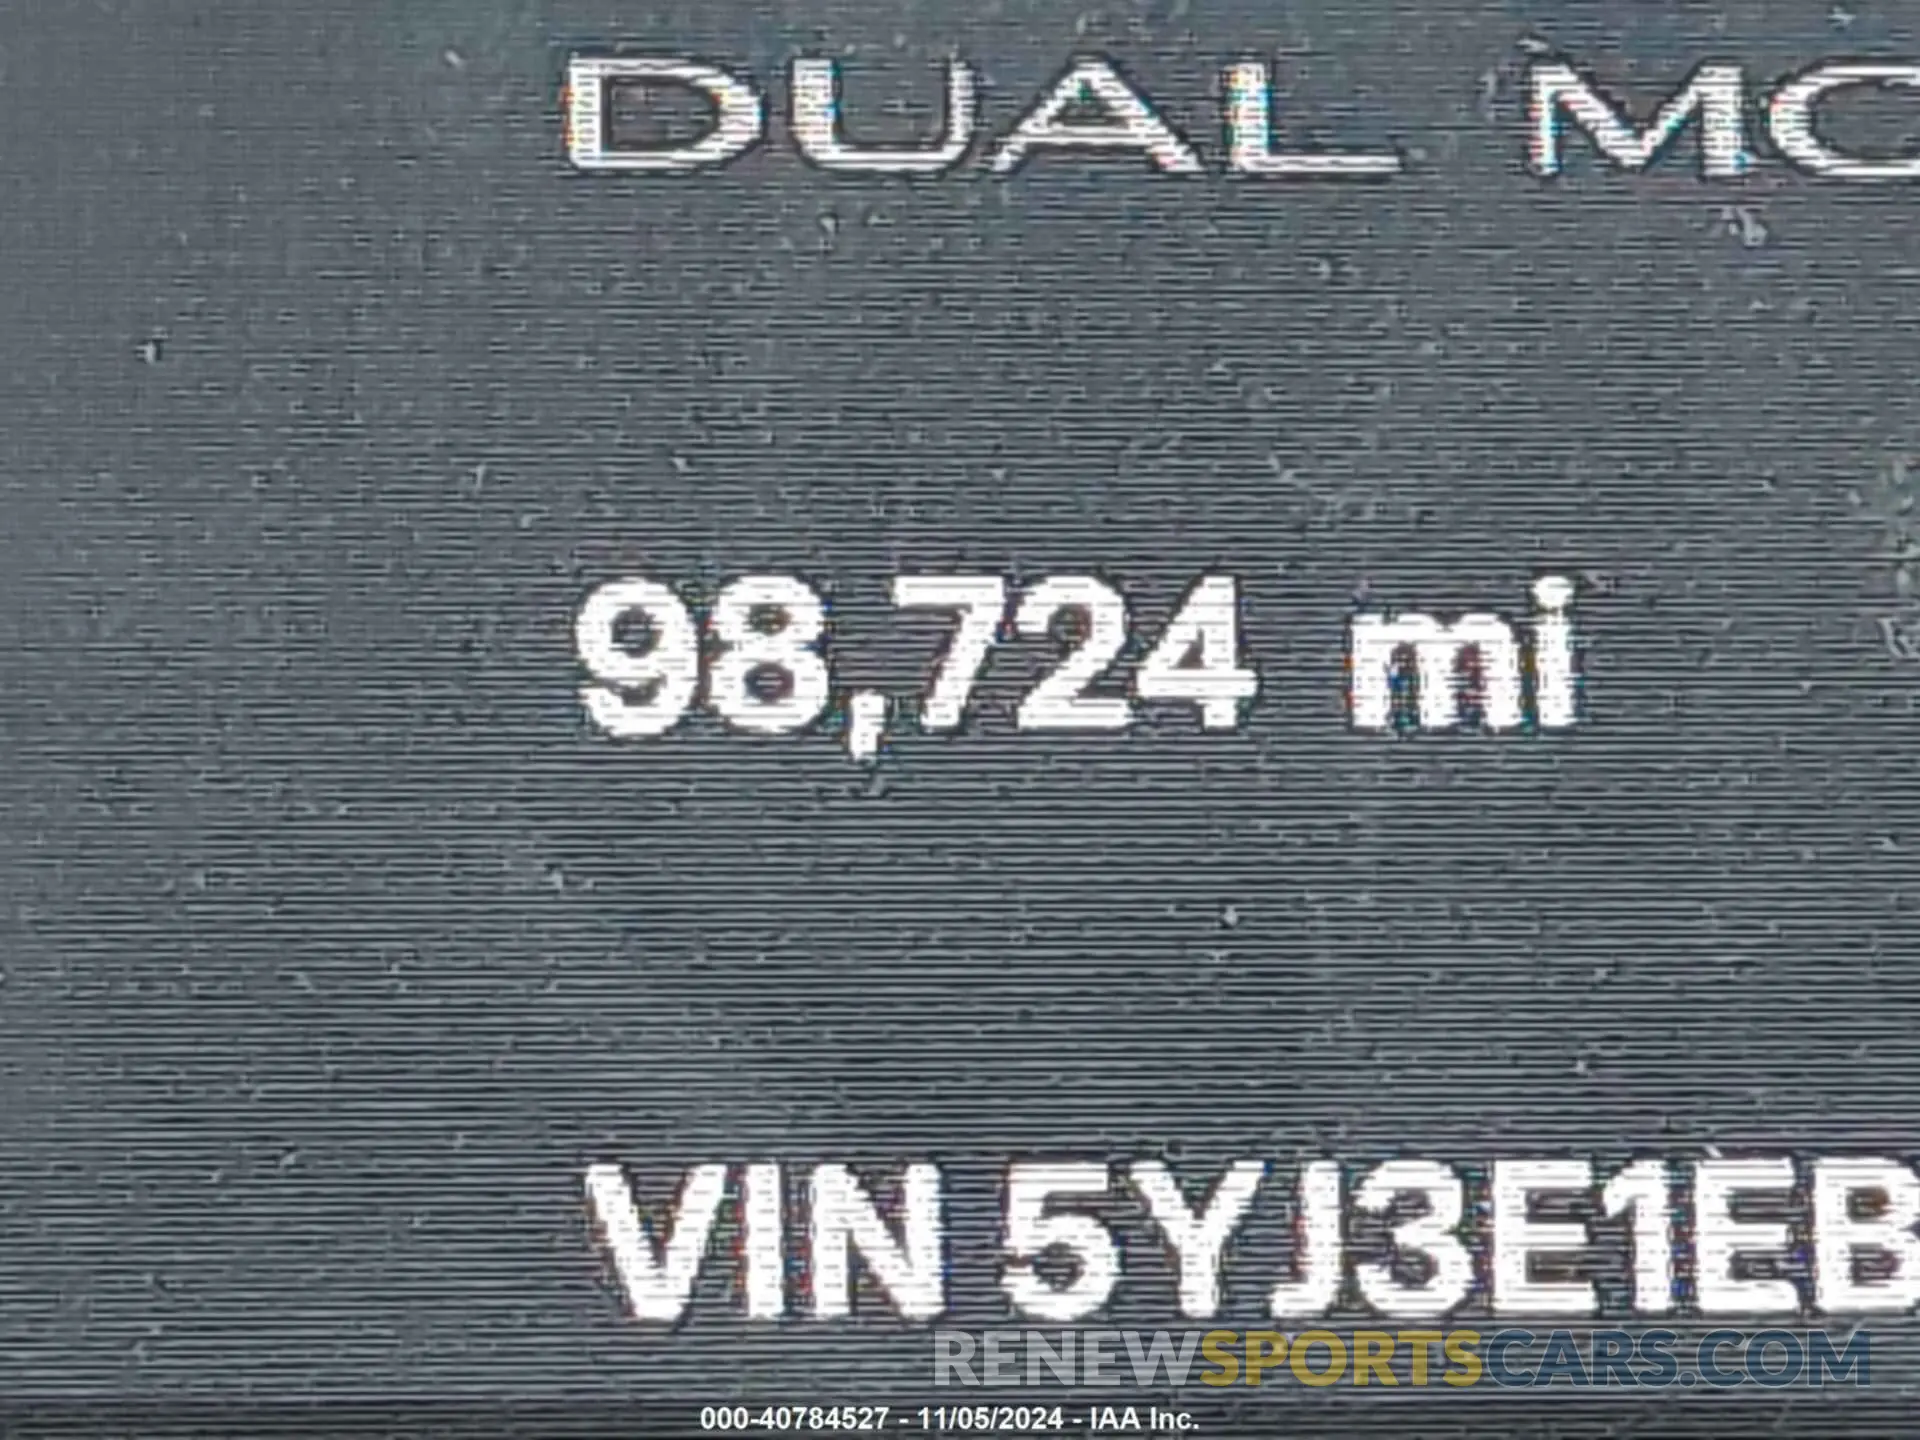 DUAL MO
98,724 mi
VIN 5YJ3E1EB
RENEWSPORTSCARS.COM
000-40784527 - 11/05/2024 - IAA Inc.